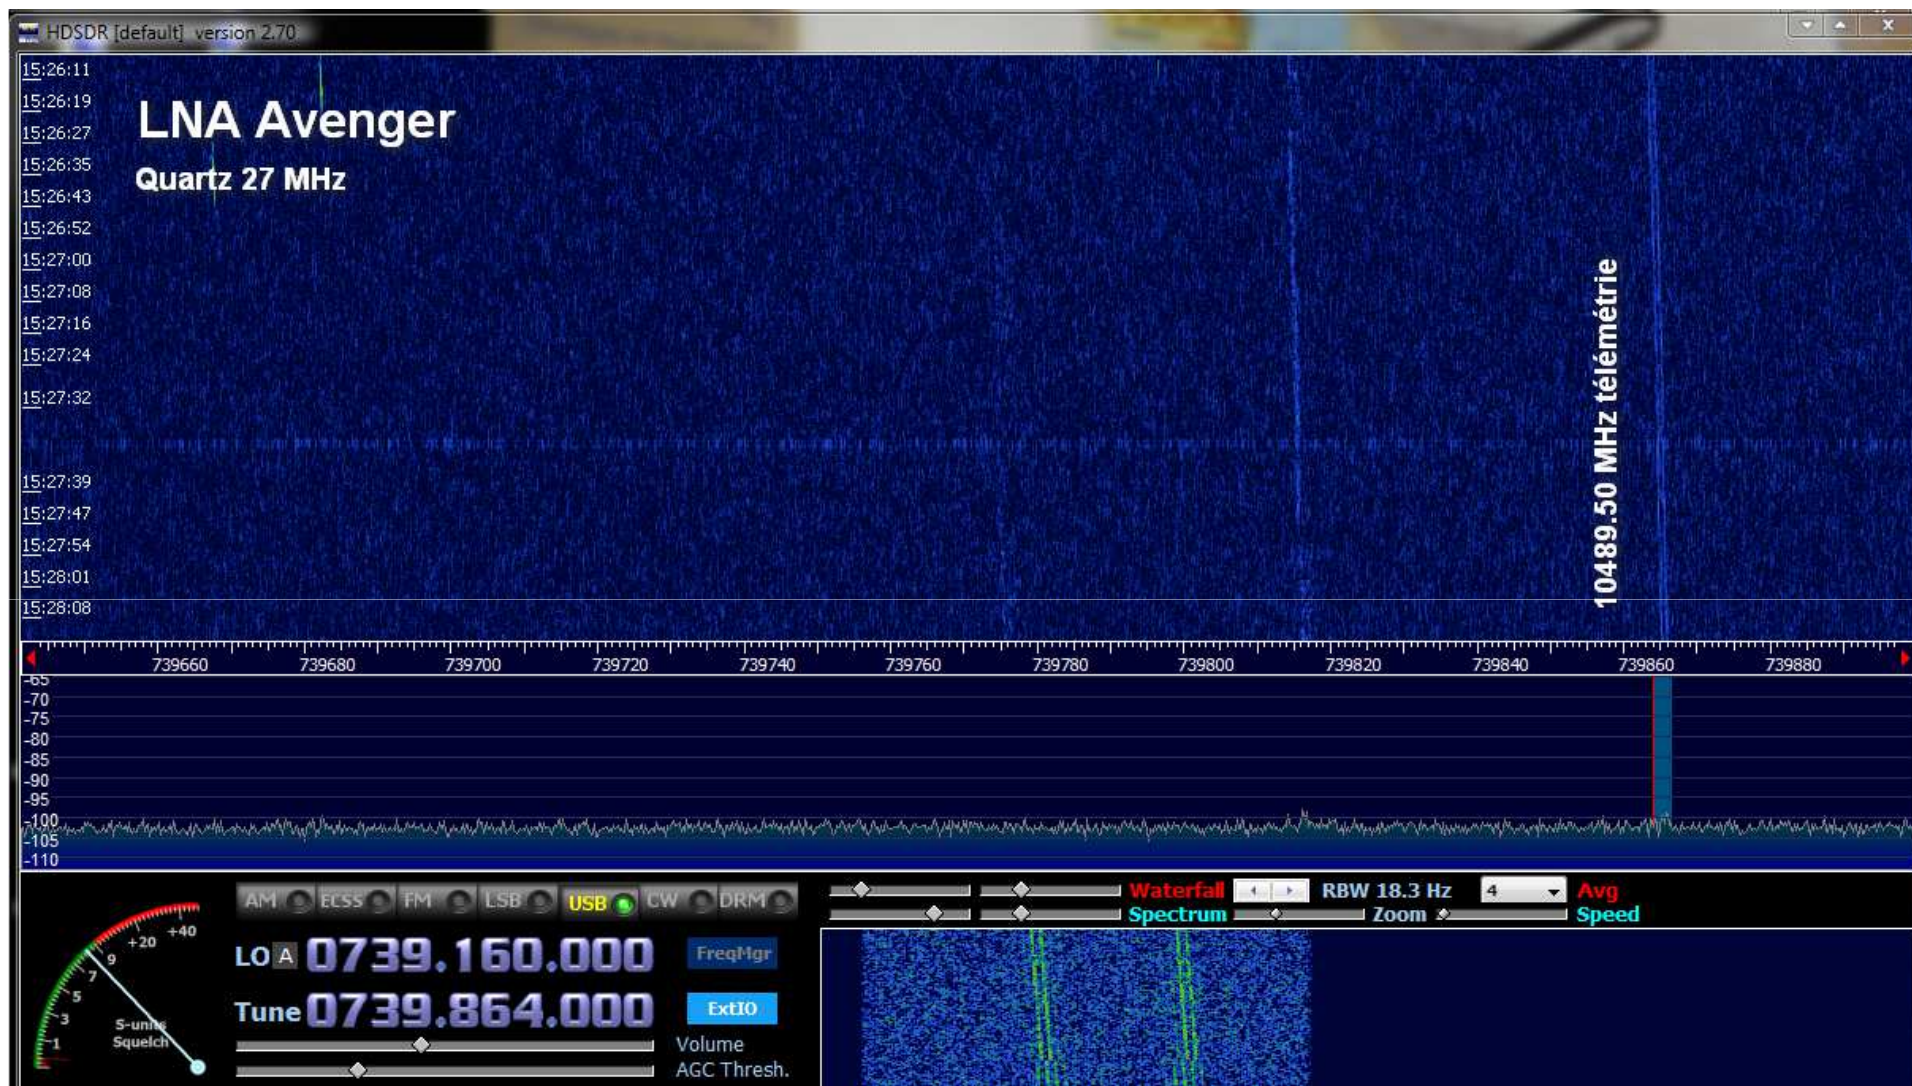 HDSDR [default] version 2.70
15:26:11
15:26:19
15:26:27
15:26:35
15:26:43
15:26:52
15:27:00
15:27:08
15:27:16
15:27:24
15:27:32
15:27:39
15:27:47
15:27:54
15:28:01
15:28:08
LNA Avenger
Quartz 27 MHz
10489.50 MHz télémétrie
739660 739680 739700 739720 739740 739760 739780 739800 739820 739840 739860 739880
-65
-70
-75
-80
-85
-90
-95
-100
-105
-110
AM ECSS FM LSB USB CW DRM
Waterfall RBW 18.3 Hz 4 Avg
Spectrum Zoom Speed
1 3 5 7 9 +20 +40
S-units
Squelch
LO A 0739.160.000 FreqMgr
Tune 0739.864.000 ExtIO
Volume
AGC Thresh.